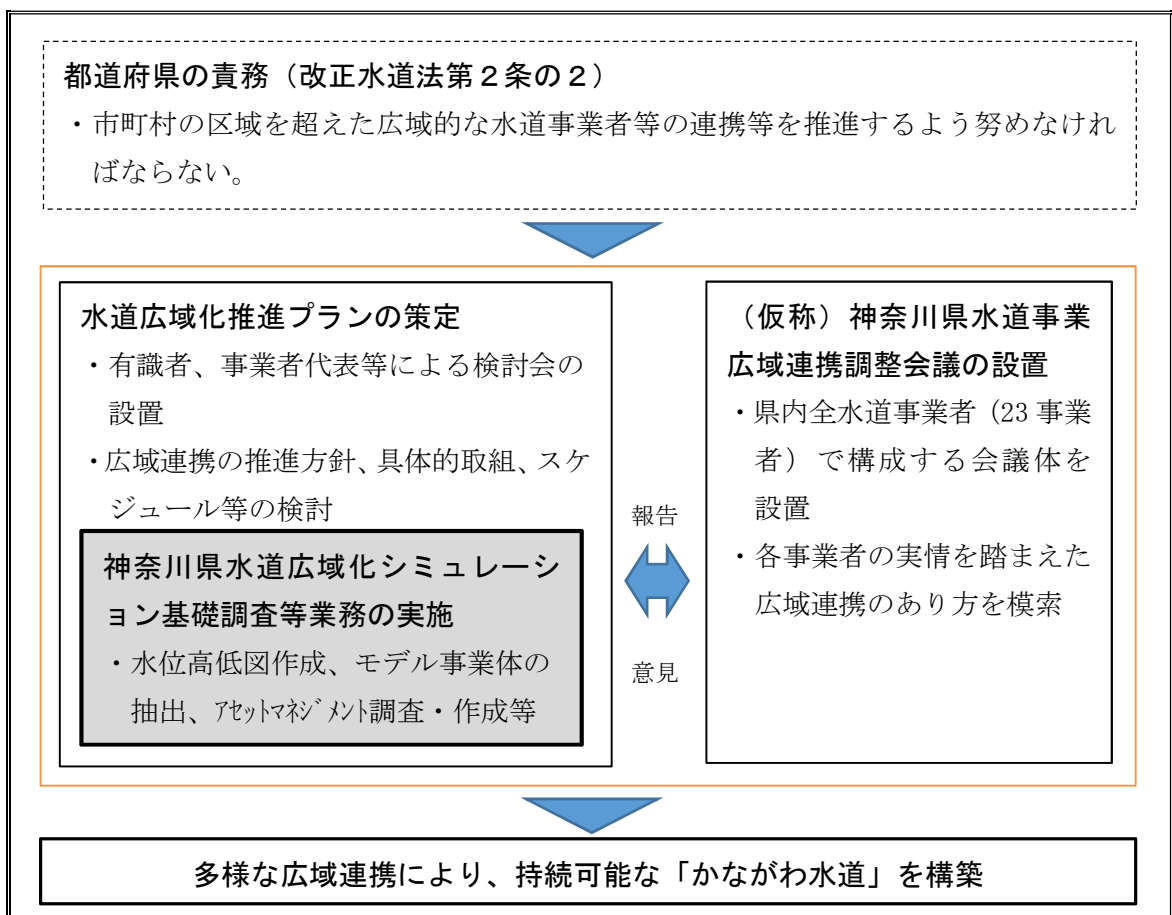 都道府県の責務（改正水道法第２条の２）
・市町村の区域を超えた広域的な水道事業者等の連携等を推進するよう努めなけれ
ばならない。
水道広域化推進プランの策定
・有識者、事業者代表等による検討会の
設置
・広域連携の推進方針、具体的取組、スケ
ジュール等の検討
神奈川県水道広域化シミュレーシ
ョン基礎調査等業務の実施
・水位高低図作成、モデル事業体の
抽出、ｱｾｯﾄﾏﾈｼﾞﾒﾝﾄ調査・作成等
報告
意見
（仮称）神奈川県水道事業
広域連携調整会議の設置
・県内全水道事業者（23 事業
者）で構成する会議体を
設置
・各事業者の実情を踏まえた
広域連携のあり方を模索
多様な広域連携により、持続可能な「かながわ水道」を構築